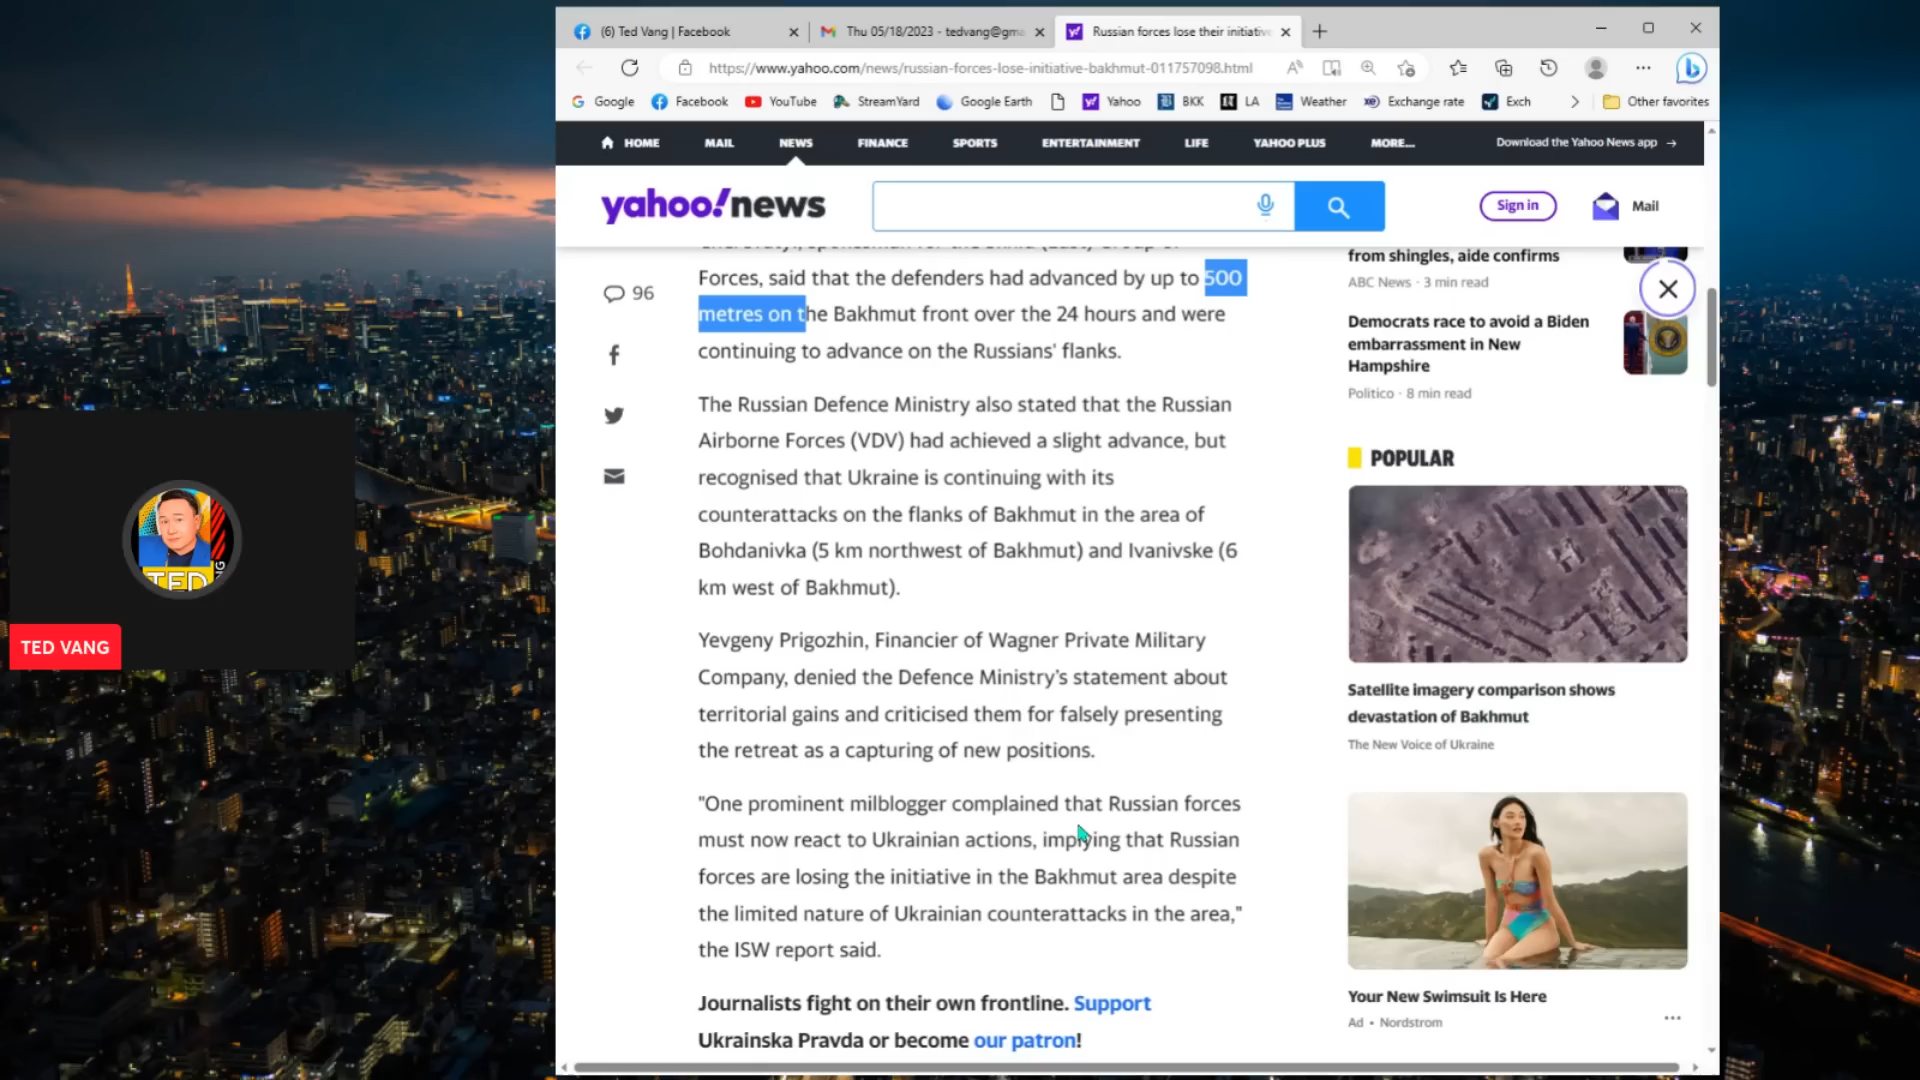 (6) Ted Vang | Facebook
Thu 05/18/2023 - tedvang@gma
Russian forces lose their initiativ
https://www.yahoo.com/news/russian-forces-lose-initiative-bakhmut-011757098.html
Google
Facebook
YouTube
StreamYard
Google Earth
Yahoo
BKK
LA
Weather
Exchange rate
Exch
Other favorites
HOME
MAIL
NEWS
FINANCE
SPORTS
ENTERTAINMENT
LIFE
YAHOO PLUS
MORE...
Download the Yahoo News app →
yahoo!news
Sign in
Mail
96
Forces, said that the defenders had advanced by up to 500
metres on the Bakhmut front over the 24 hours and were
continuing to advance on the Russians' flanks.
The Russian Defence Ministry also stated that the Russian
Airborne Forces (VDV) had achieved a slight advance, but
recognised that Ukraine is continuing with its
counterattacks on the flanks of Bakhmut in the area of
Bohdanivka (5 km northwest of Bakhmut) and Ivanivske (6
km west of Bakhmut).
Yevgeny Prigozhin, Financier of Wagner Private Military
Company, denied the Defence Ministry's statement about
territorial gains and criticised them for falsely presenting
the retreat as a capturing of new positions.
"One prominent milblogger complained that Russian forces
must now react to Ukrainian actions, implying that Russian
forces are losing the initiative in the Bakhmut area despite
the limited nature of Ukrainian counterattacks in the area,"
the ISW report said.
Journalists fight on their own frontline. Support
Ukrainska Pravda or become our patron!
from shingles, aide confirms
ABC News · 3 min read
Democrats race to avoid a Biden
embarrassment in New
Hampshire
Politico · 8 min read
POPULAR
Satellite imagery comparison shows
devastation of Bakhmut
The New Voice of Ukraine
Your New Swimsuit Is Here
Ad • Nordstrom
TED
TED VANG